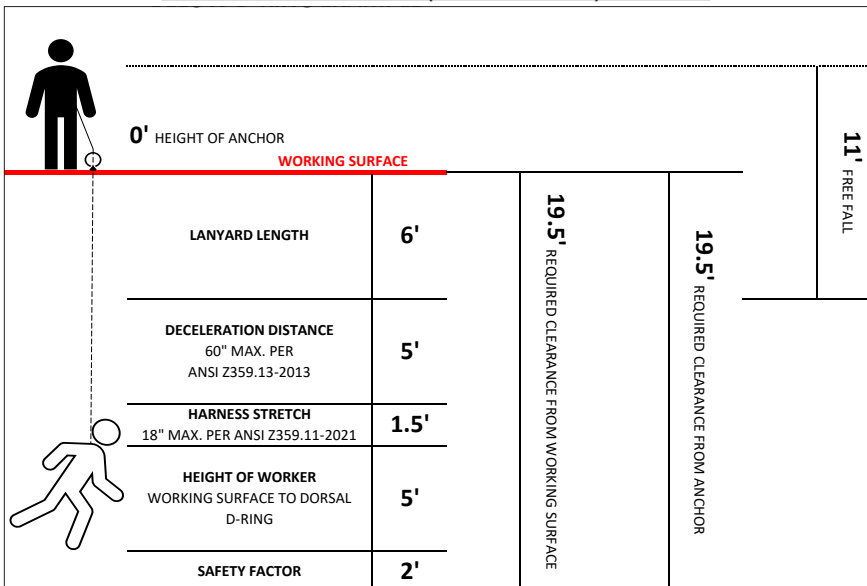 0' HEIGHT OF ANCHOR
WORKING SURFACE
LANYARD LENGTH
6'
DECELERATION DISTANCE
60" MAX. PER
ANSI Z359.13-2013
5'
HARNESS STRETCH
18" MAX. PER ANSI Z359.11-2021
1.5'
HEIGHT OF WORKER
WORKING SURFACE TO DORSAL
D-RING
5'
SAFETY FACTOR
2'
19.5' REQUIRED CLEARANCE FROM WORKING SURFACE
19.5' REQUIRED CLEARANCE FROM ANCHOR
11' FREE FALL